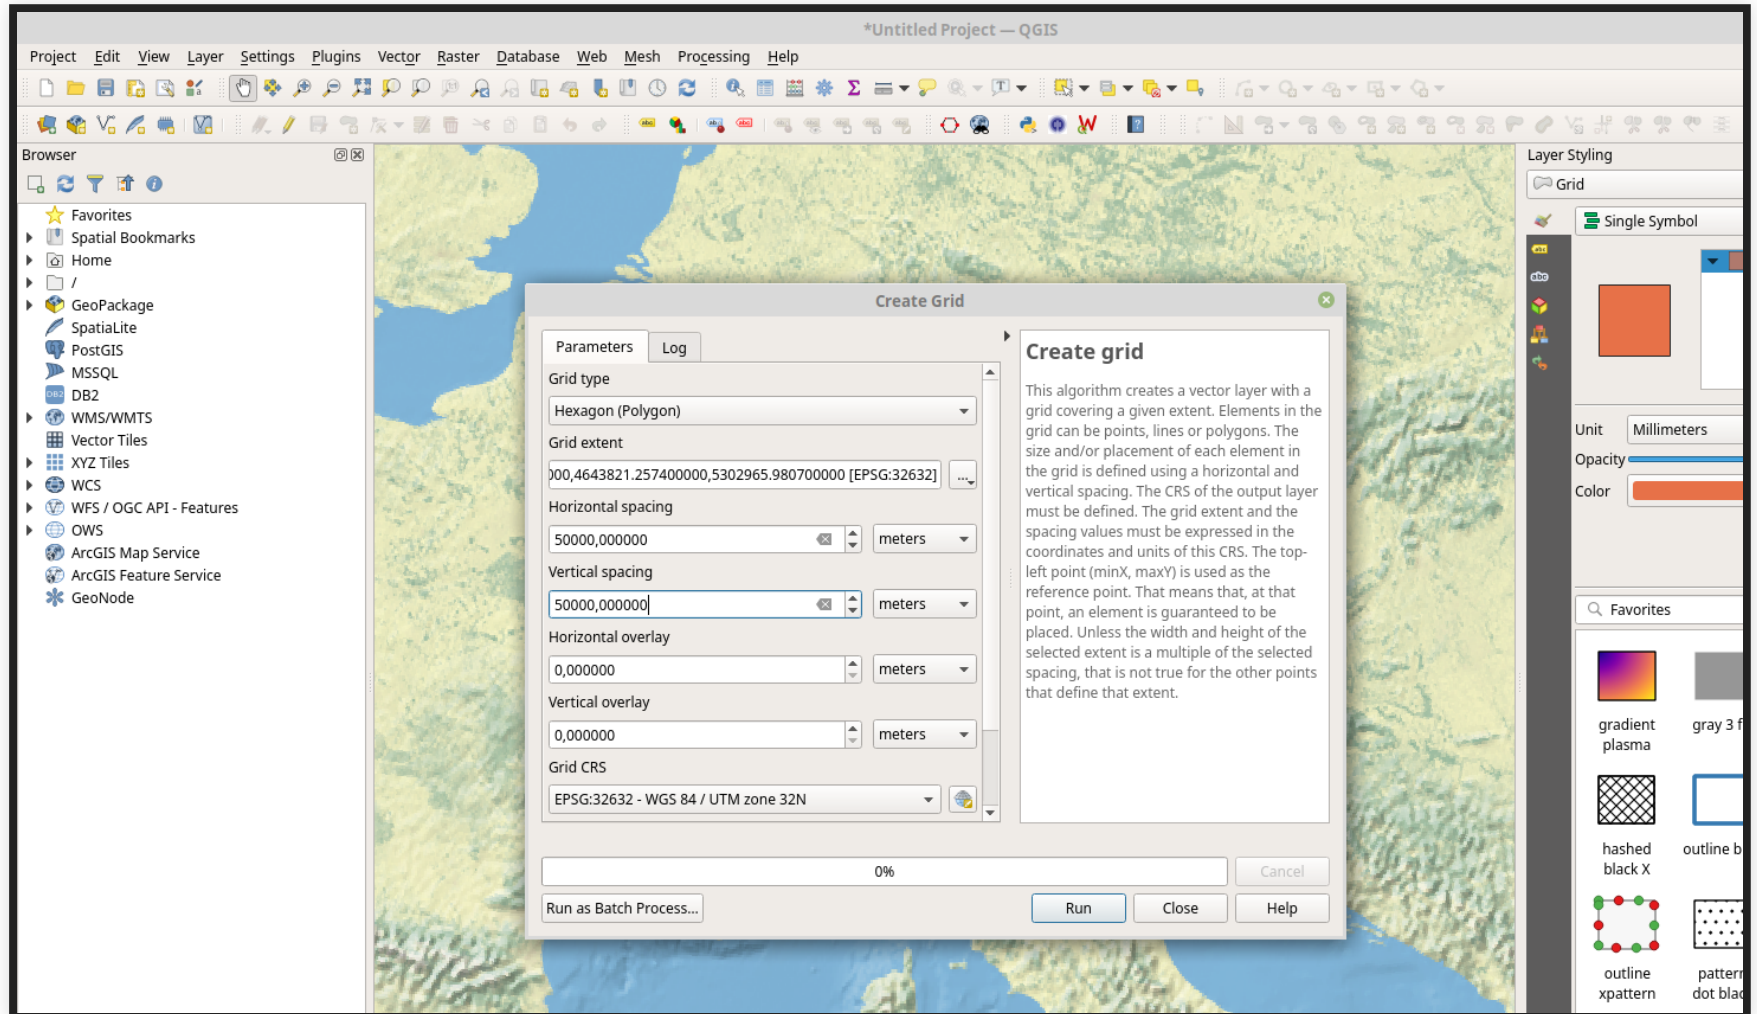 *Untitled Project — QGIS
Project Edit View Layer Settings Plugins Vector Raster Database Web Mesh Processing Help
Browser
Favorites
Spatial Bookmarks
Home
/
GeoPackage
SpatiaLite
PostGIS
MSSQL
DB2
WMS/WMTS
Vector Tiles
XYZ Tiles
WCS
WFS / OGC API - Features
OWS
ArcGIS Map Service
ArcGIS Feature Service
GeoNode
Create Grid
Parameters Log
Grid type
Hexagon (Polygon)
Grid extent
000,4643821.257400000,5302965.980700000 [EPSG:32632] ...
Horizontal spacing
50000,000000 meters
Vertical spacing
50000,000000 meters
Horizontal overlay
0,000000 meters
Vertical overlay
0,000000 meters
Grid CRS
EPSG:32632 - WGS 84 / UTM zone 32N
Create grid
This algorithm creates a vector layer with a
grid covering a given extent. Elements in the
grid can be points, lines or polygons. The
size and/or placement of each element in
the grid is defined using a horizontal and
vertical spacing. The CRS of the output layer
must be defined. The grid extent and the
spacing values must be expressed in the
coordinates and units of this CRS. The top-
left point (minX, maxY) is used as the
reference point. That means that, at that
point, an element is guaranteed to be
placed. Unless the width and height of the
selected extent is a multiple of the selected
spacing, that is not true for the other points
that define that extent.
0%
Cancel
Run as Batch Process... Run Close Help
Layer Styling
Grid
Single Symbol
Unit Millimeters
Opacity
Color
Favorites
gradient
plasma
gray 3 f
hashed
black X
outline b
outline
xpattern
pattern
dot blac